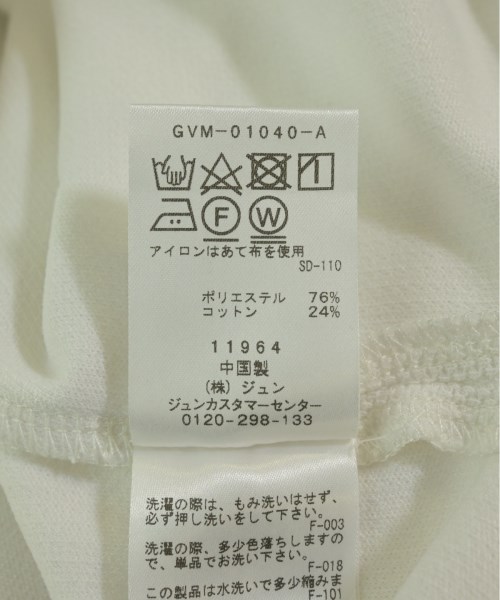 GVM-01040-A
F W
アイロンはあて布を使用
SD-110
ポリエステル 76%
コットン 24%
11964
中国製
(株)ジュン
ジュンカスタマーセンター
0120-298-133
洗濯の際は、もみ洗いはせず、
必ず押し洗いをして下さい。
F-003
洗濯の際、多少色落ちしますの
で、単品でお洗い下さい。
F-018
この製品は水洗いで多少縮みま
F-101